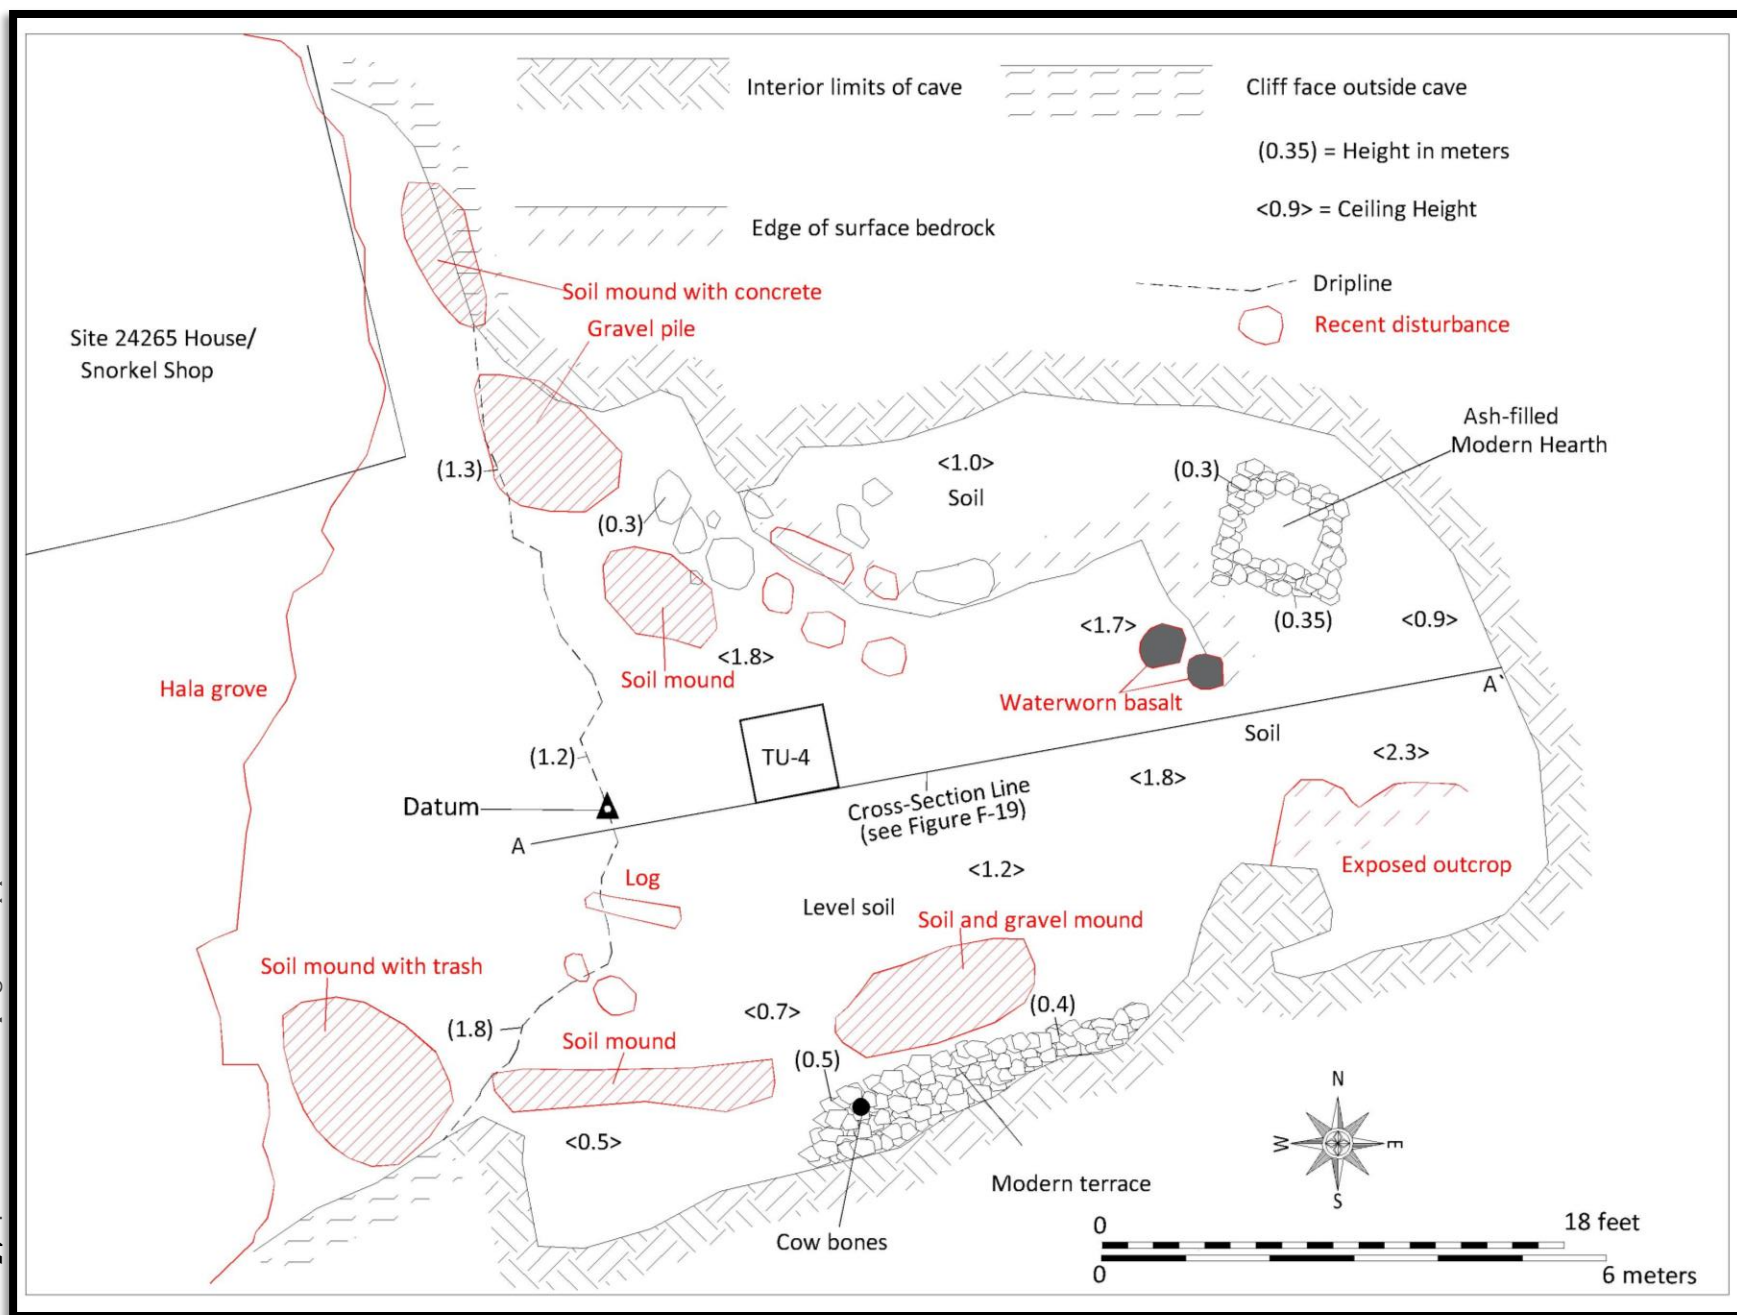 Interior limits of cave
Cliff face outside cave
(0.35) = Height in meters
<0.9> = Ceiling Height
Edge of surface bedrock
Dripline
Recent disturbance
Soil mound with concrete
Gravel pile
Site 24265 House/
Snorkel Shop
Ash-filled
Modern Hearth
(1.3)
<1.0>
Soil
(0.3)
(0.3)
(0.35)
<0.9>
<1.7>
<1.8>
Soil mound
Hala grove
Waterworn basalt
A`
Soil
(1.2)
TU-4
<2.3>
<1.8>
Datum
Cross-Section Line
(see Figure F-19)
A
<1.2>
Exposed outcrop
Log
Level soil
Soil and gravel mound
Soil mound with trash
<0.7>
(0.4)
(1.8)
Soil mound
(0.5)
<0.5>
Modern terrace
Cow bones
N
W
E
S
0
18 feet
0
6 meters